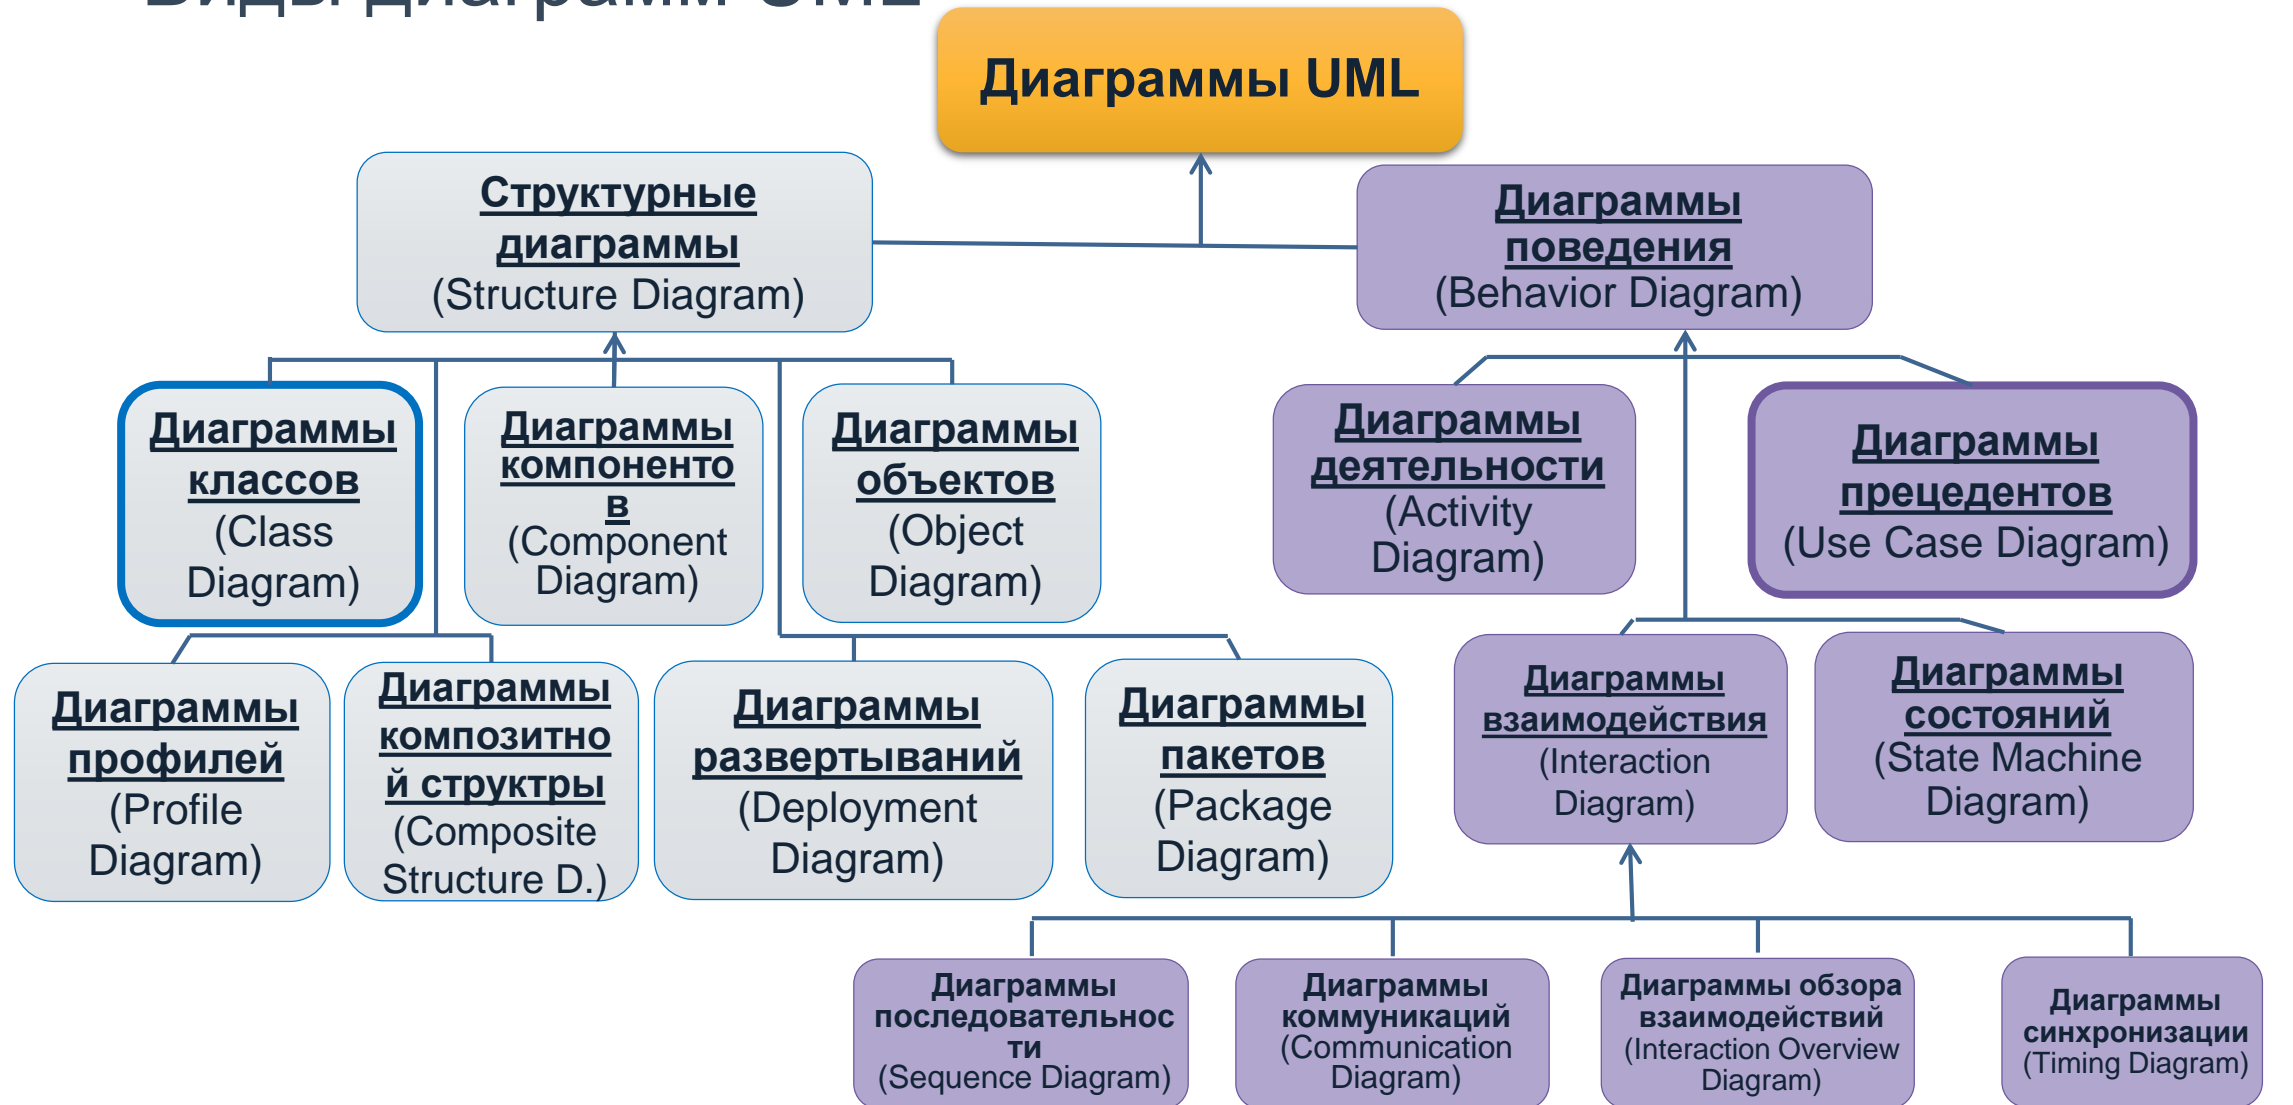 Виды диаграмм UML
Диаграммы UML
Структурные
диаграммы
(Structure Diagram)
Диаграммы
поведения
(Behavior Diagram)
Диаграммы
классов
(Class
Diagram)
Диаграммы
компоненто
в
(Component
Diagram)
Диаграммы
объектов
(Object
Diagram)
Диаграммы
деятельности
(Activity
Diagram)
Диаграммы
прецедентов
(Use Case Diagram)
Диаграммы
профилей
(Profile
Diagram)
Диаграммы
композитно
й структры
(Composite
Structure D.)
Диаграммы
развертываний
(Deployment
Diagram)
Диаграммы
пакетов
(Package
Diagram)
Диаграммы
взаимодействия
(Interaction
Diagram)
Диаграммы
состояний
(State Machine
Diagram)
Диаграммы
последовательнос
ти
(Sequence Diagram)
Диаграммы
коммуникаций
(Communication
Diagram)
Диаграммы обзора
взаимодействий
(Interaction Overview
Diagram)
Диаграммы
синхронизации
(Timing Diagram)